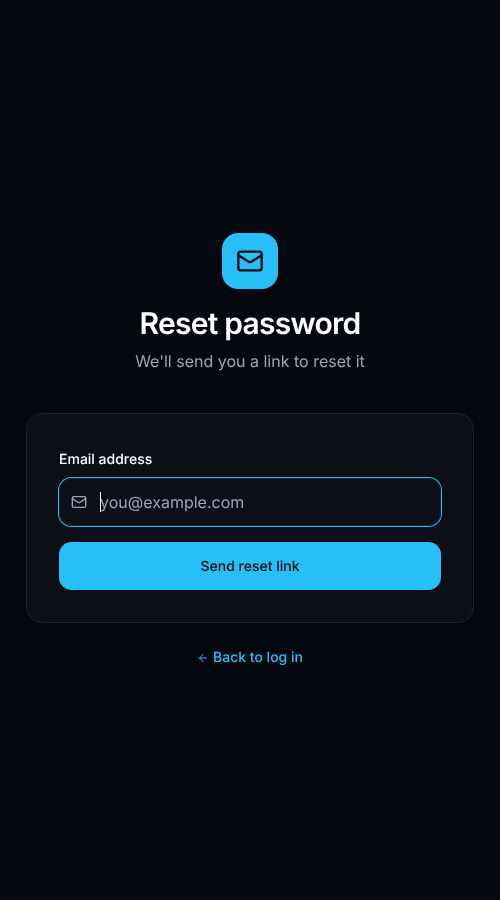 Reset password
We'll send you a link to reset it
Email address
you@example.com
Send reset link
← Back to log in